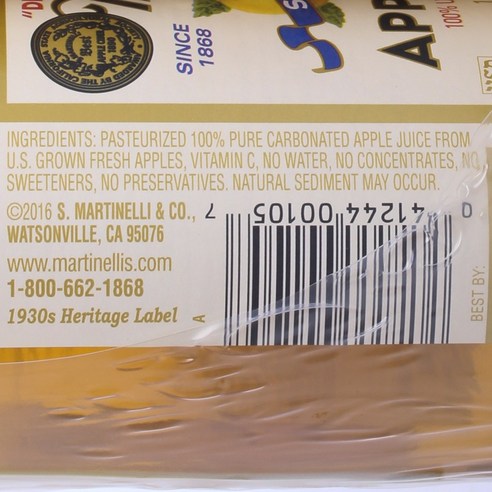 "D
SINCE
1868
S
APP
100%
INGREDIENTS: PASTEURIZED 100% PURE CARBONATED APPLE JUICE FROM
U.S. GROWN FRESH APPLES, VITAMIN C, NO WATER, NO CONCENTRATES, NO
SWEETENERS, NO PRESERVATIVES. NATURAL SEDIMENT MAY OCCUR.
©2016 S. MARTINELLI & CO.,
WATSONVILLE, CA 95076
www.martinellis.com
1-800-662-1868
1930s Heritage Label
A
0 41244 00105 7
BEST BY: